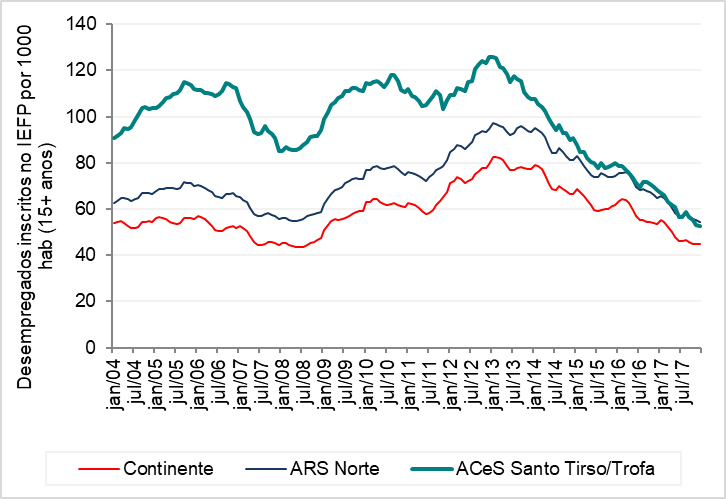 Desempregados inscritos no IEFP por 1000
hab (15+ anos)
140
120
100
80
60
40
20
0
jan/04
jul/04
jan/05
jul/05
jan/06
jul/06
jan/07
jul/07
jan/08
jul/08
jan/09
jul/09
jan/10
jul/10
jan/11
jul/11
jan/12
jul/12
jan/13
jul/13
jan/14
jul/14
jan/15
jul/15
jan/16
jul/16
jan/17
jul/17
Continente
ARS Norte
ACeS Santo Tirso/Trofa